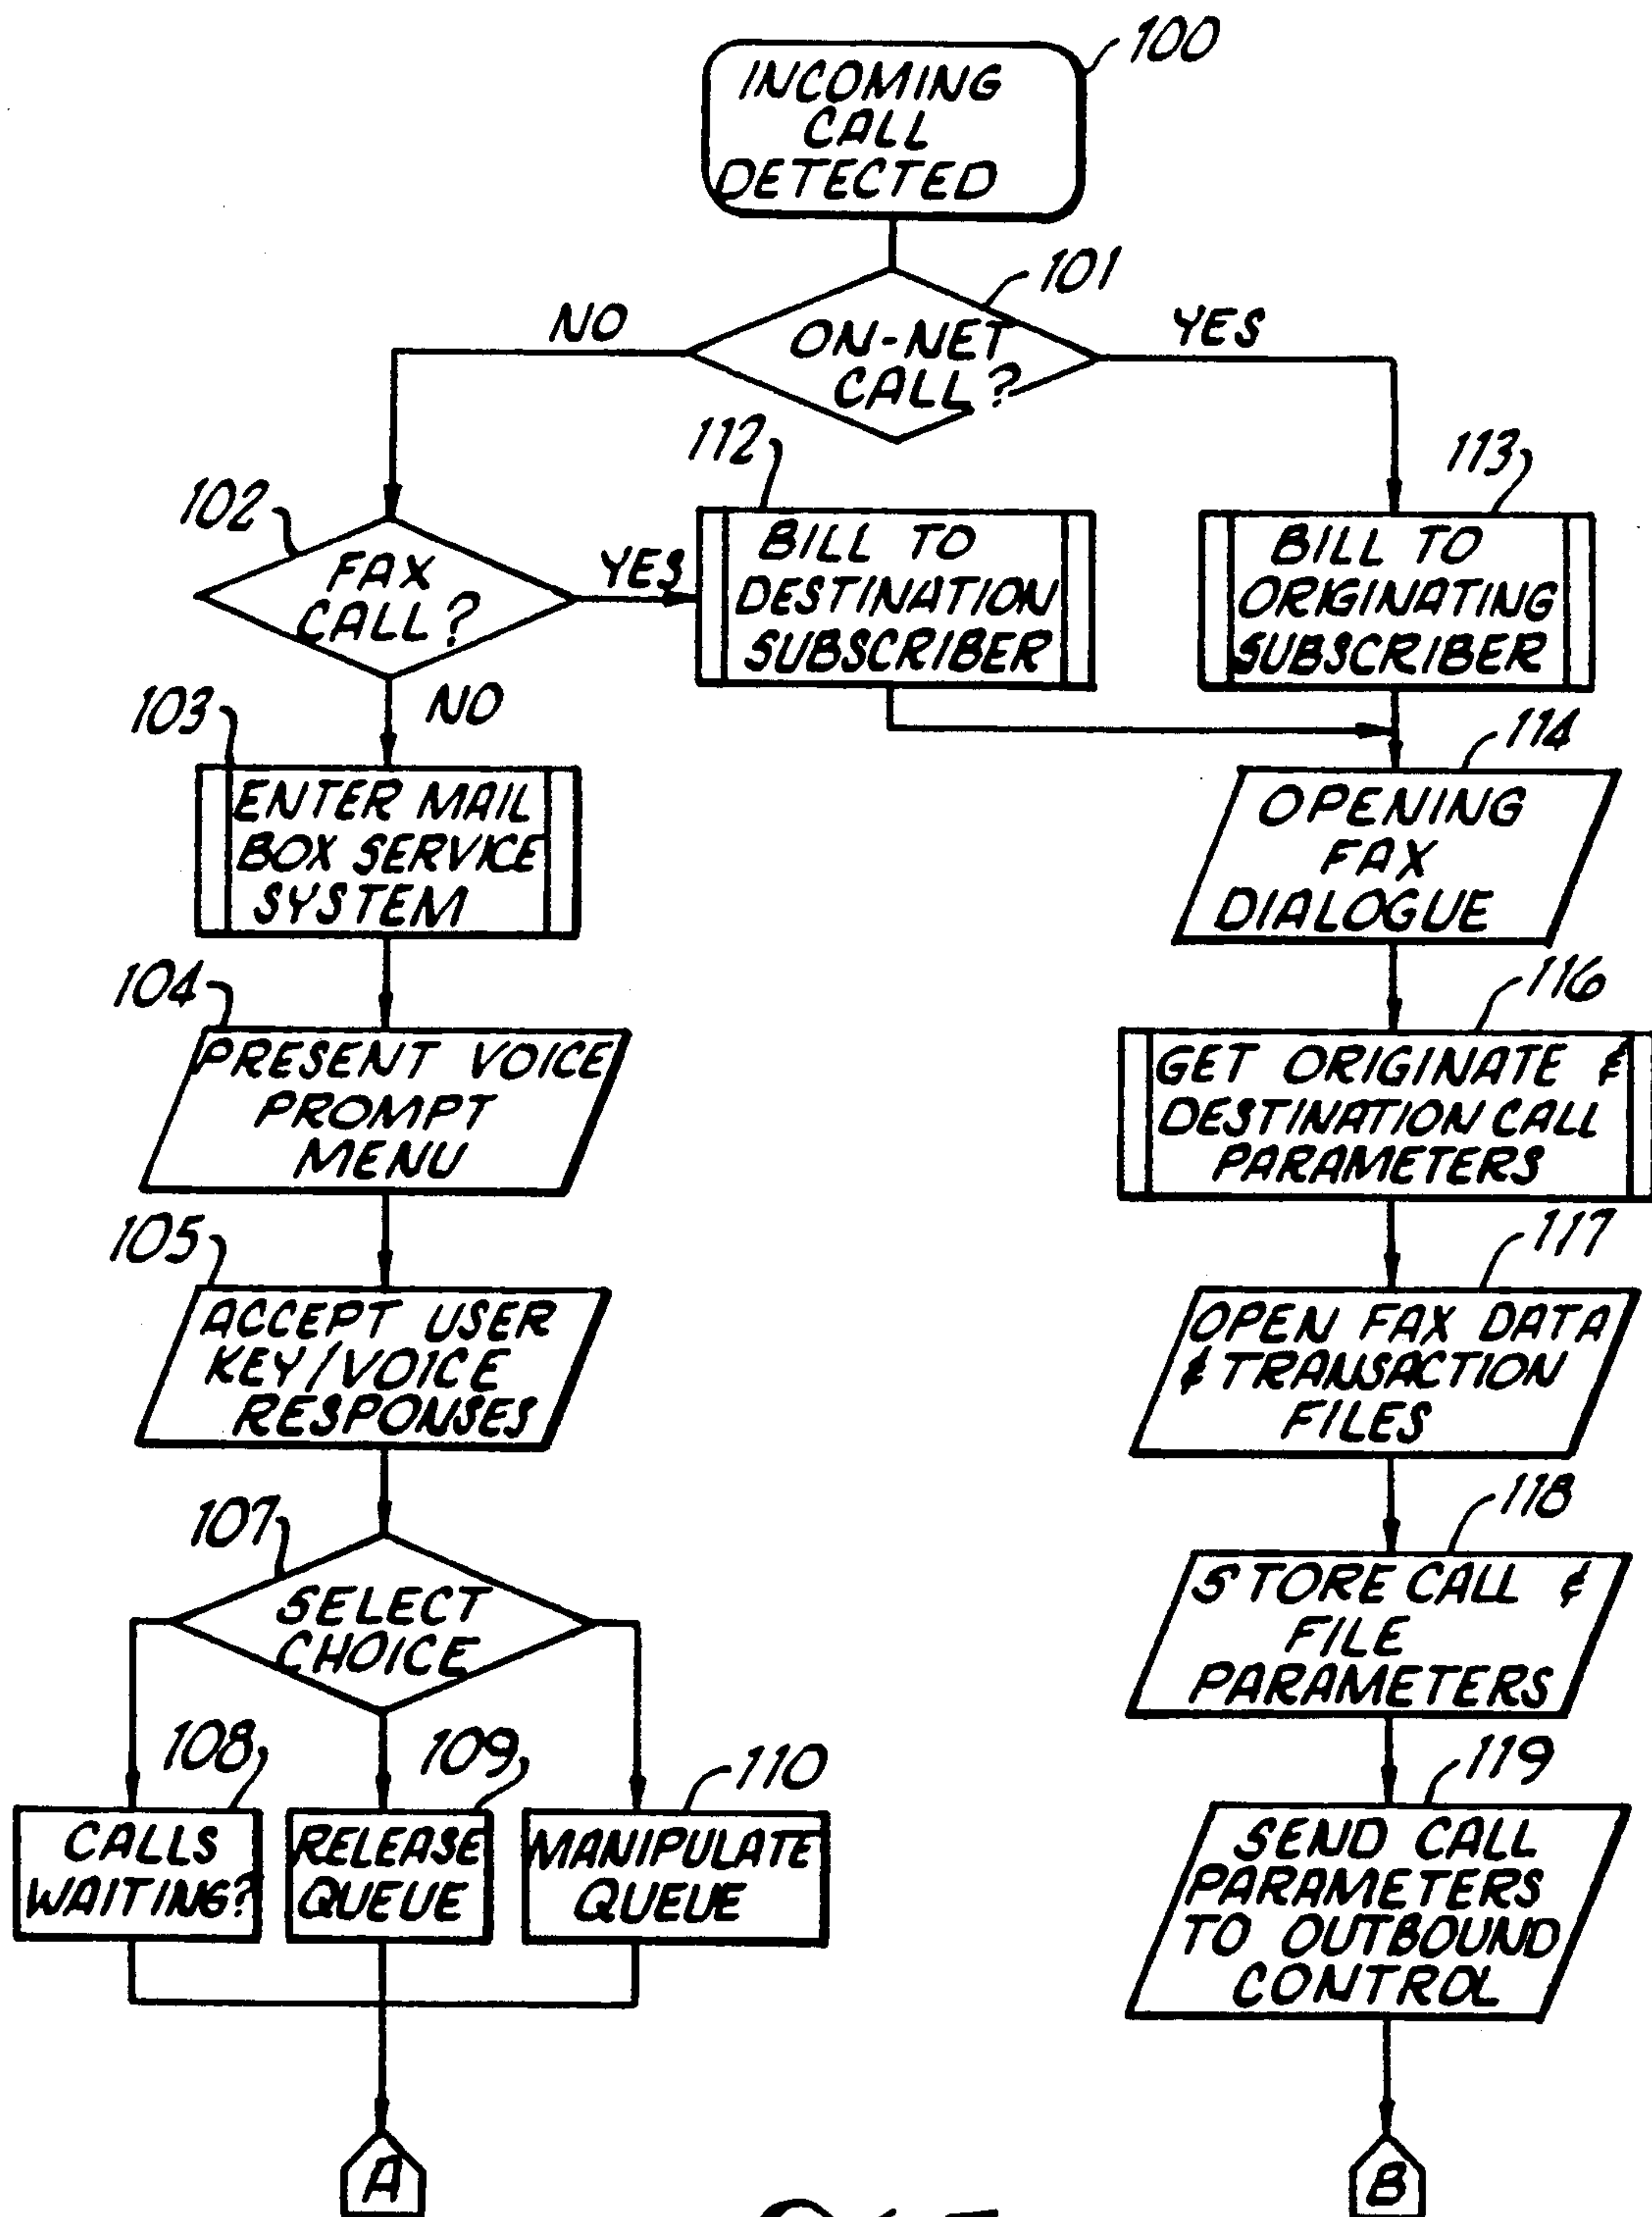 100
INCOMING
CALL
DETECTED
101
NO
ON-NET
CALL?
YES
112
113
102
FAX
CALL?
YES
BILL TO
DESTINATION
SUBSCRIBER
BILL TO
ORIGINATING
SUBSCRIBER
103
NO
114
ENTER MAIL
BOX SERVICE
SYSTEM
OPENING
FAX
DIALOGUE
104
116
PRESENT VOICE
PROMPT
MENU
GET ORIGINATE &
DESTINATION CALL
PARAMETERS
105
117
ACCEPT USER
KEY/VOICE
RESPONSES
OPEN FAX DATA
& TRANSACTION
FILES
107
118
SELECT
CHOICE
STORE CALL &
FILE
PARAMETERS
108
109
110
119
CALLS
WAITING?
RELEASE
QUEUE
MANIPULATE
QUEUE
SEND CALL
PARAMETERS
TO OUTBOUND
CONTROL
A
B